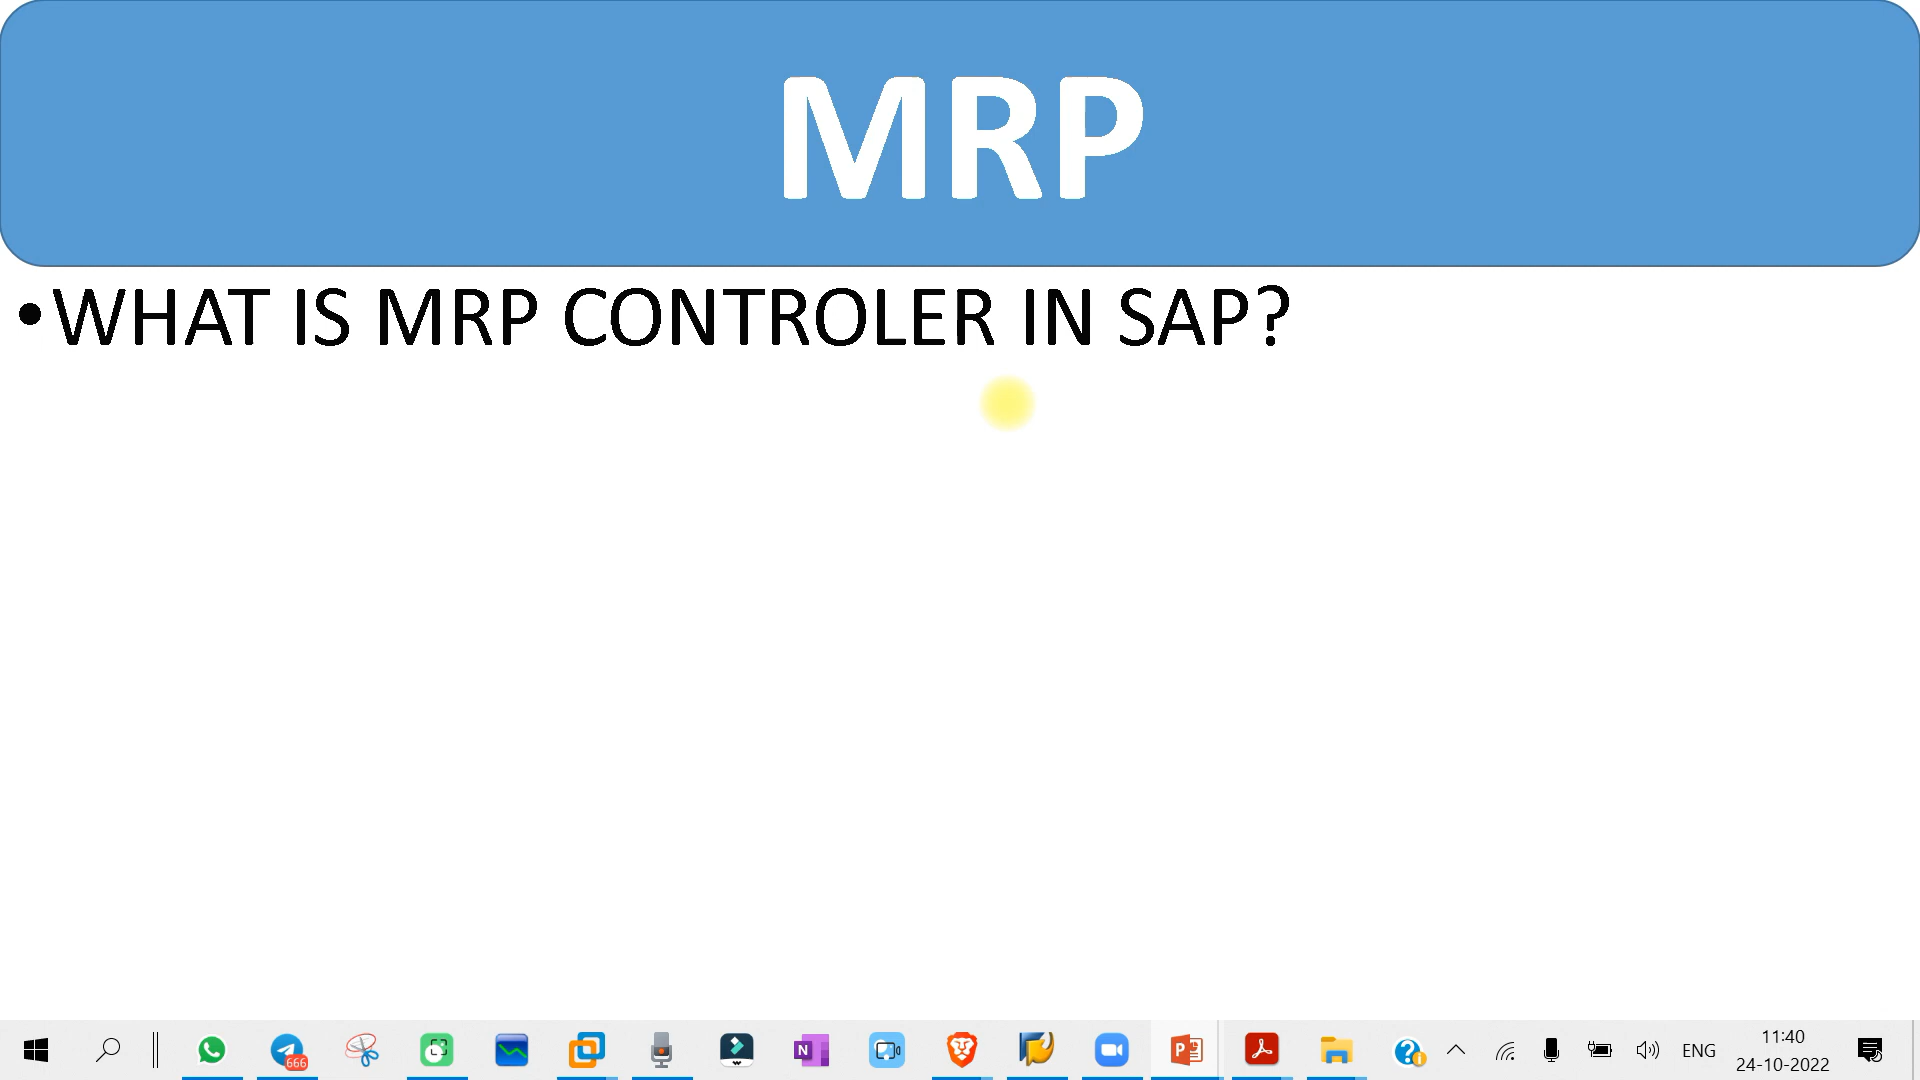 MRP
•WHAT IS MRP CONTROLER IN SAP?
666
N
P
ENG
11:40
24-10-2022